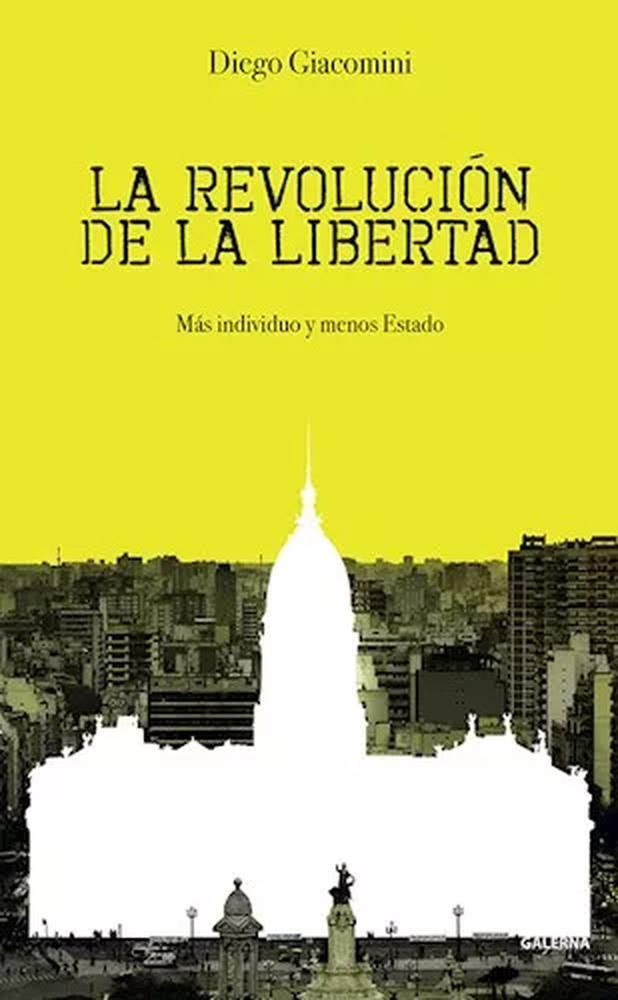 Diego Giacomini
LA REVOLUCIÓN
DE LA LIBERTAD
Más individuo y menos Estado
GALERNA